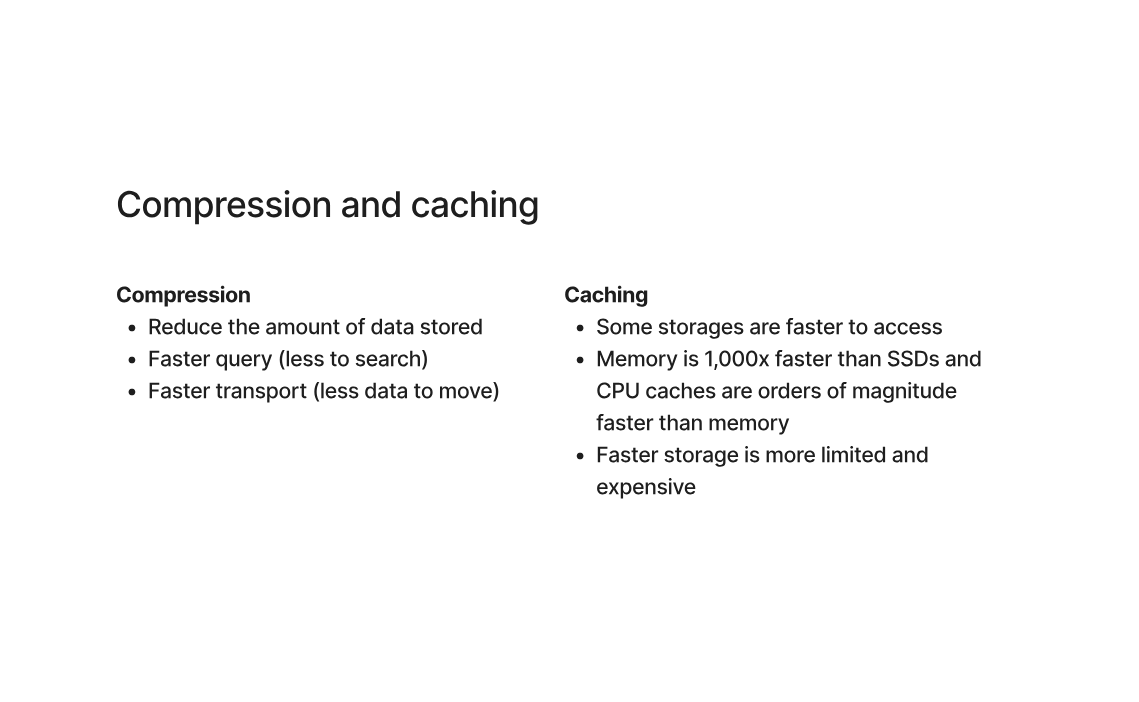 Compression and caching
Compression
• Reduce the amount of data stored
• Faster query (less to search)
• Faster transport (less data to move)
Caching
• Some storages are faster to access
• Memory is 1,000x faster than SSDs and
CPU caches are orders of magnitude
faster than memory
• Faster storage is more limited and
expensive